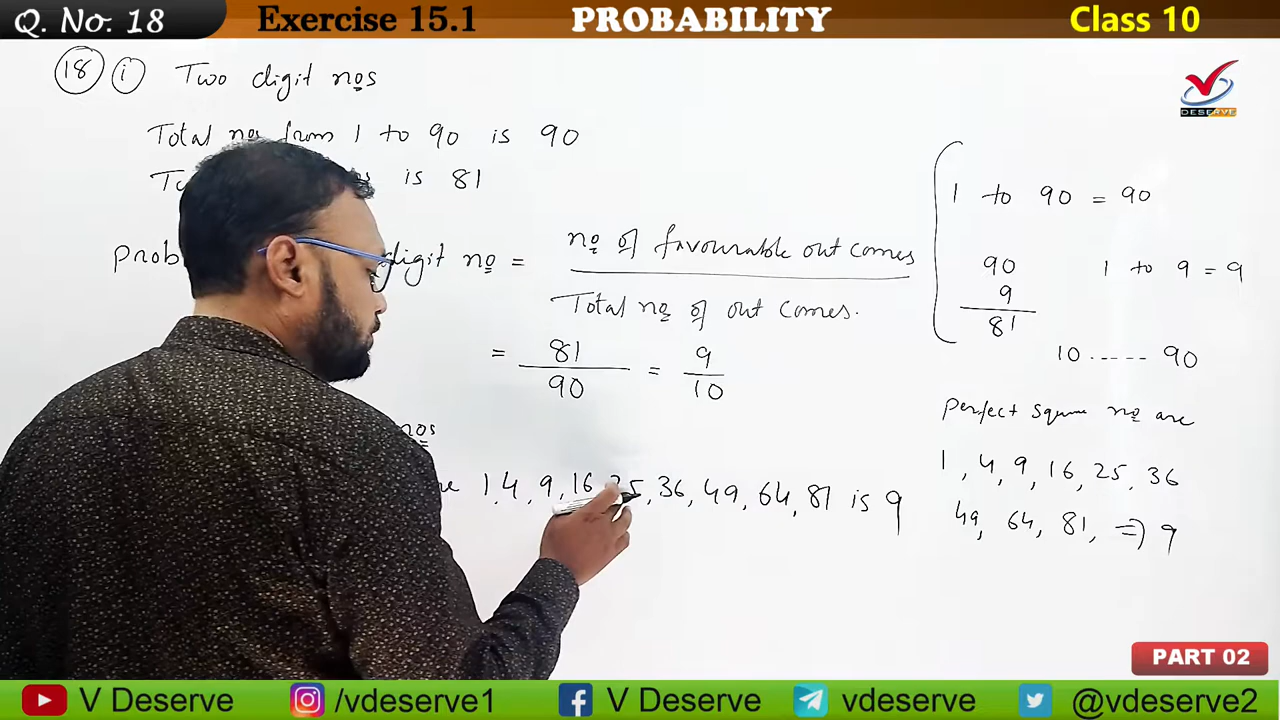 Q. No. 18
Exercise 15.1
PROBABILITY
Class 10
DESERVE
18 i Two digit nos
Total nos from 1 to 90 is 90
is 81
digit no = no of favourable out comes
Total no of out comes.
= 81/90 = 9/10
nos
1, 4, 9, 16, 25, 36, 49, 64, 81 is 9
1 to 90 = 90
90 1 to 9 = 9
9
81
10 ..... 90
Perfect square no are
1, 4, 9, 16, 25, 36
49, 64, 81, => 9
PART 02
V Deserve
/vdeserve1
V Deserve
vdeserve
@vdeserve2